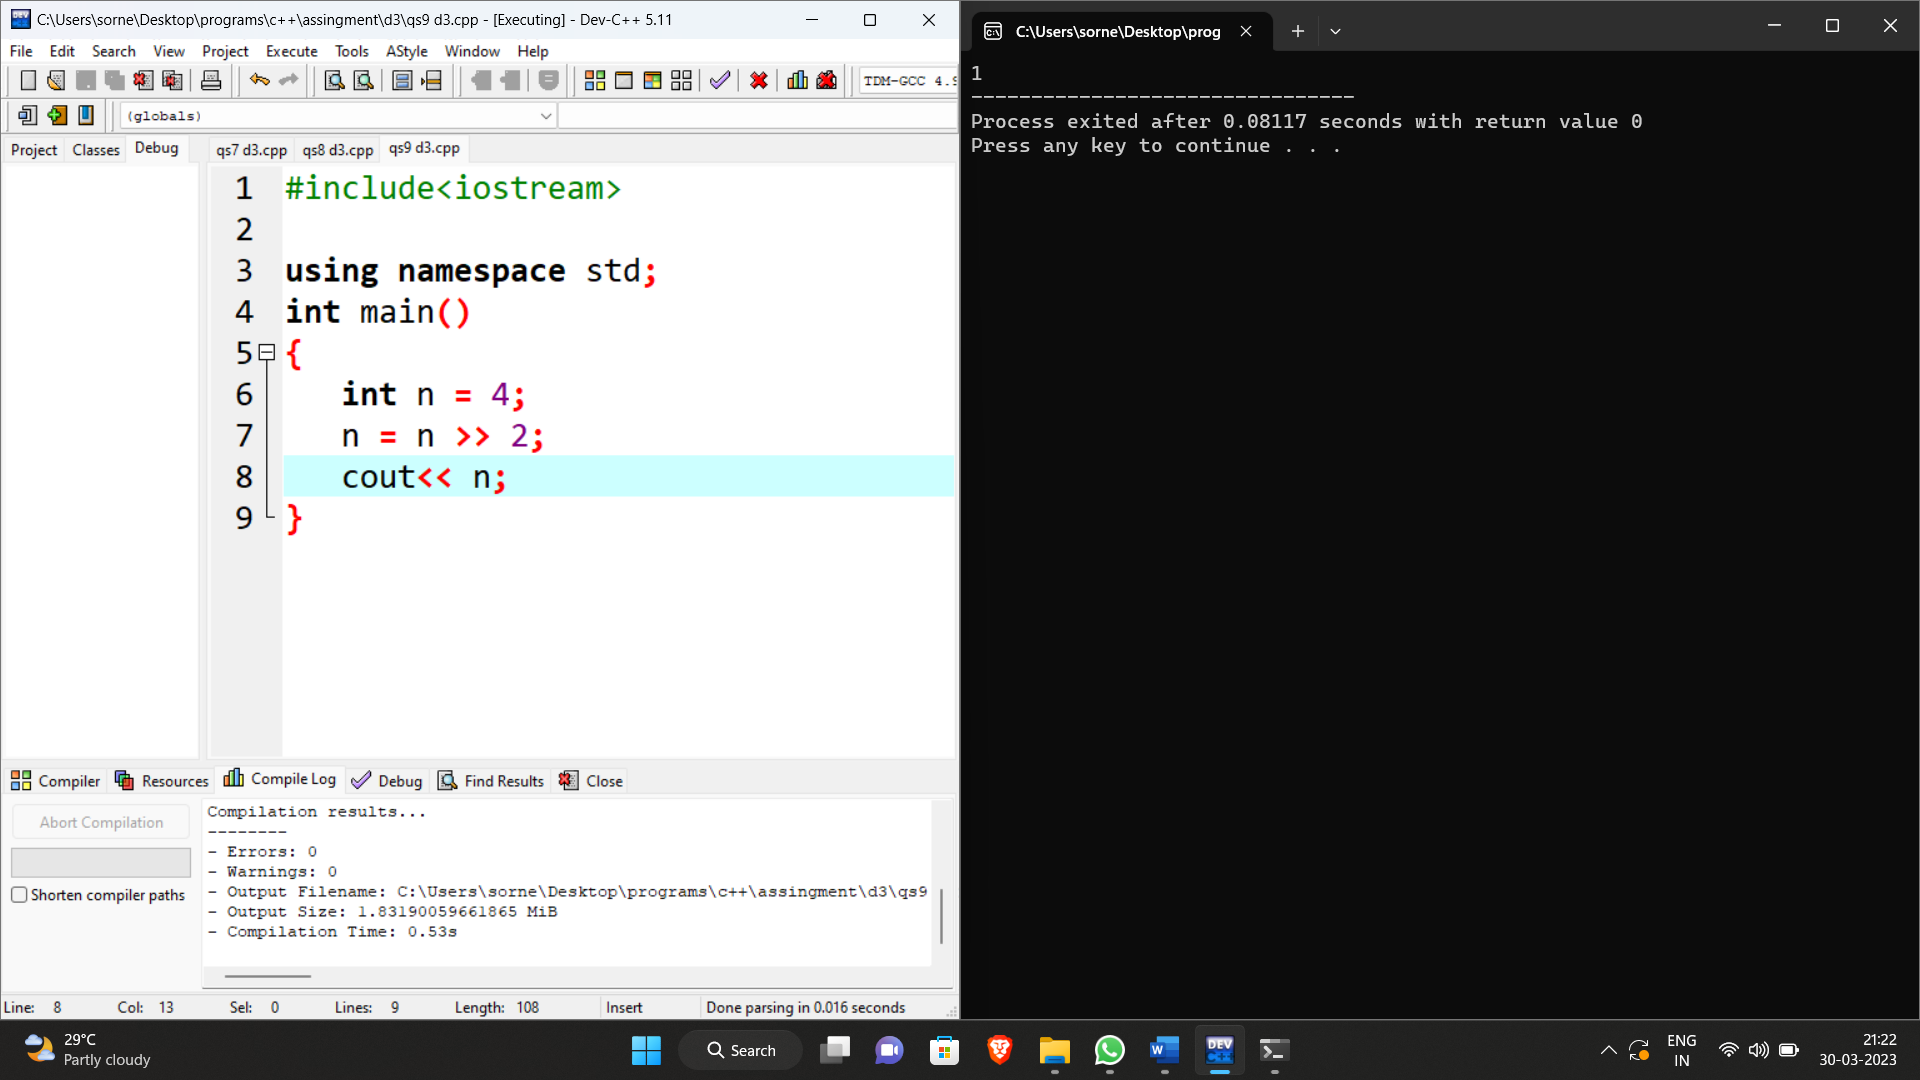 C:\Users\sorne\Desktop\programs\c++\assingment\d3\qs9 d3.cpp - [Executing] - Dev-C++ 5.11
File Edit Search View Project Execute Tools AStyle Window Help
TDM-GCC 4.9
(globals)
Project Classes Debug
qs7 d3.cpp qs8 d3.cpp qs9 d3.cpp
1 #include<iostream>
2
3 using namespace std;
4 int main()
5 {
6 int n = 4;
7 n = n >> 2;
8 cout<< n;
9 }
Compiler Resources Compile Log Debug Find Results Close
Abort Compilation
Shorten compiler paths
Compilation results...
--------
- Errors: 0
- Warnings: 0
- Output Filename: C:\Users\sorne\Desktop\programs\c++\assingment\d3\qs9
- Output Size: 1.83190059661865 MiB
- Compilation Time: 0.53s
Line: 8 Col: 13 Sel: 0 Lines: 9 Length: 108 Insert Done parsing in 0.016 seconds
C:\Users\sorne\Desktop\prog
1
--------------------------------
Process exited after 0.08117 seconds with return value 0
Press any key to continue . . .
29°C
Partly cloudy
Search
DEV
C++
ENG
IN
21:22
30-03-2023